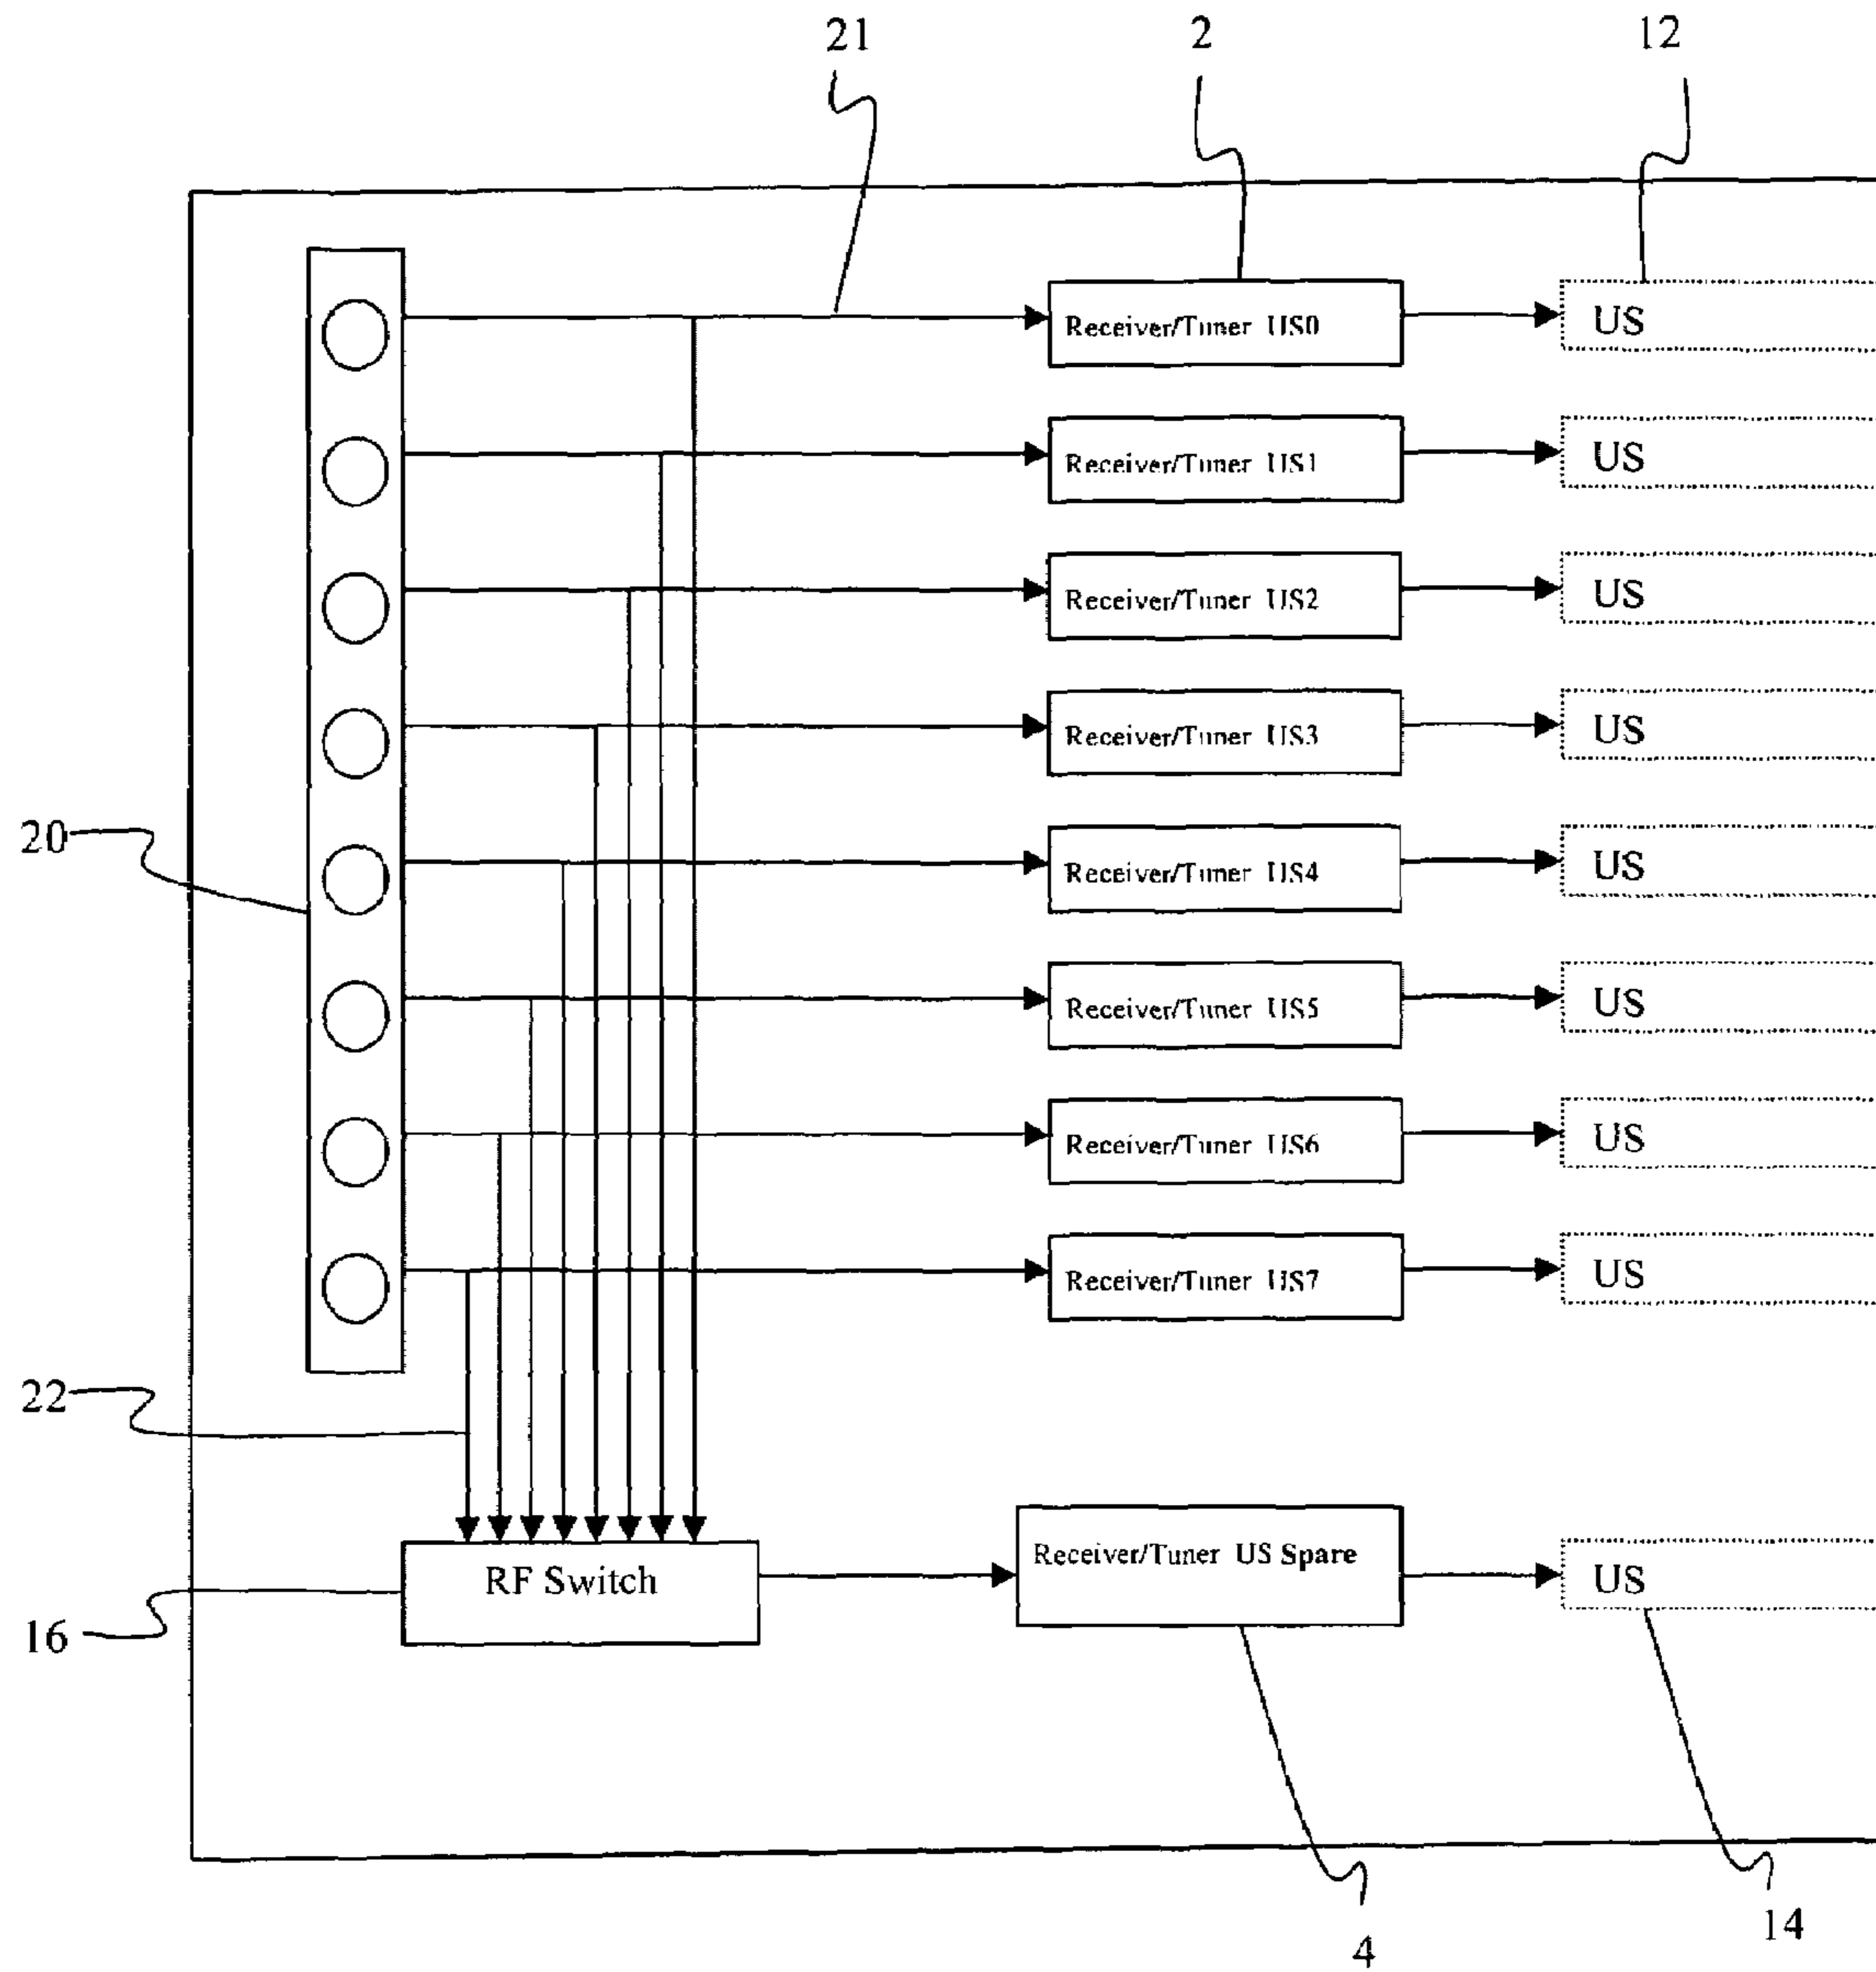 21 2 12
Receiver/Tuner US0 US
Receiver/Tuner US1 US
Receiver/Tuner US2 US
Receiver/Tuner US3 US
20
Receiver/Tuner US4 US
Receiver/Tuner US5 US
Receiver/Tuner US6 US
Receiver/Tuner US7 US
22
Receiver/Tuner US Spare
RF Switch US
16
14
4